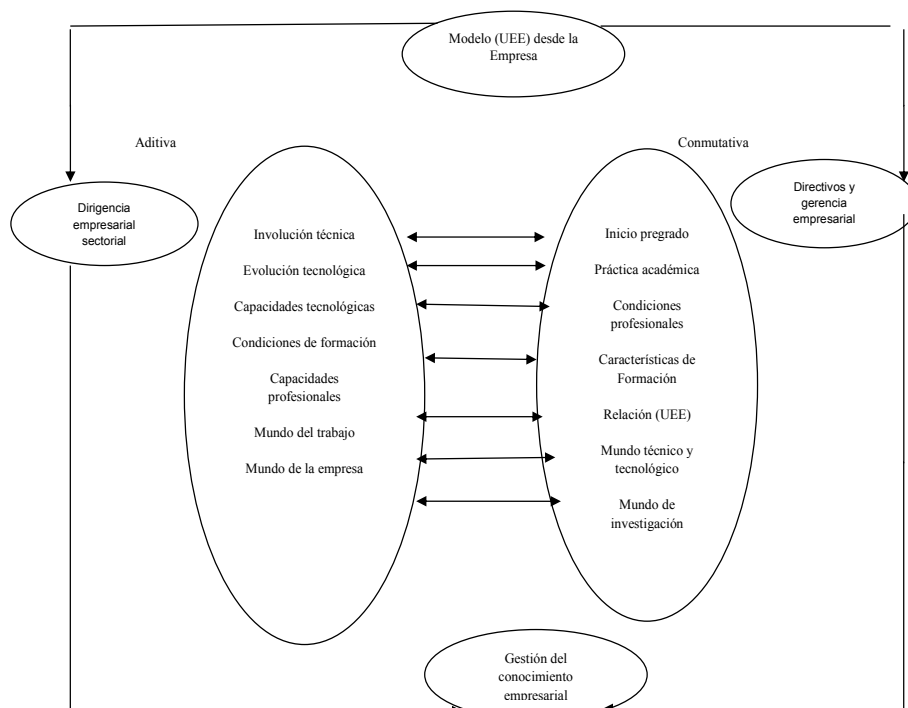 Modelo (UEE) desde la
Empresa
Aditiva
Conmutativa
Dirigencia
empresarial
sectorial
Directivos y
gerencia
empresarial
Involución técnica
Evolución tecnológica
Capacidades tecnológicas
Condiciones de formación
Capacidades
profesionales
Mundo del trabajo
Mundo de la empresa
Inicio pregrado
Práctica académica
Condiciones
profesionales
Características de
Formación
Relación (UEE)
Mundo técnico y
tecnológico
Mundo de
investigación
Gestión del
conocimiento
empresarial